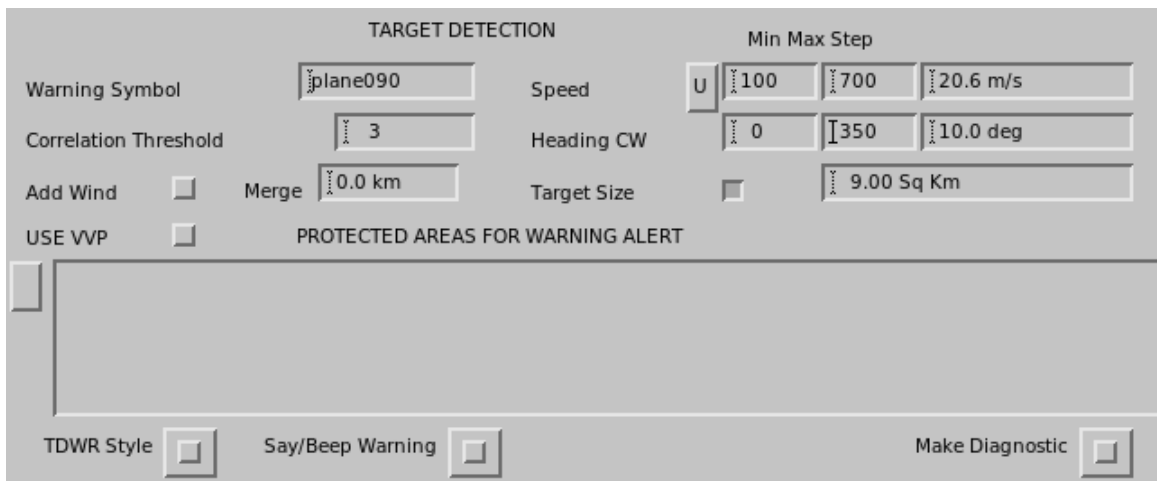 TARGET DETECTION
Min Max Step
Warning Symbol plane090 Speed U 100 700 20.6 m/s
Correlation Threshold 3 Heading CW 0 350 10.0 deg
Add Wind Merge 0.0 km Target Size 9.00 Sq Km
USE VVP PROTECTED AREAS FOR WARNING ALERT
TDWR Style Say/Beep Warning Make Diagnostic